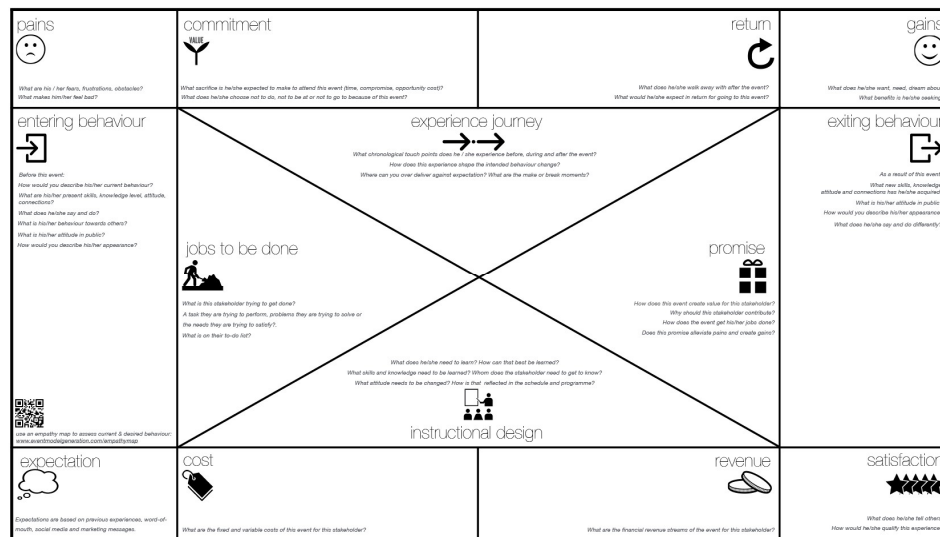 pains
What are his / her fears, frustrations, obstacles?
What makes him/her feel bad?
commitment
VALUE
What sacrifice is he/she expected to make to attend this event (time, compromise, opportunity cost)?
What does he/she choose not to do, not to be at or not to go to because of this event?
return
What does he/she walk away with after the event?
What would he/she expect in return for going to this event?
gains
What does he/she want, need, dream abou
What benefits is he/she seeking
entering behaviour
Before this event:
How would you describe his/her current behaviour?
What are his/her present skills, knowledge level, attitude,
connections?
What does he/she say and do?
What is his/her behaviour towards others?
What is his/her attitude in public?
How would you describe his/her appearance?
use an empathy map to assess current & desired behaviour:
www.eventmodelgeneration.com/empathymap
experience journey
What chronological touch points does he / she experience before, during and after the event?
How does this experience shape the intended behaviour change?
Where can you over deliver against expectation? What are the make or break moments?
jobs to be done
What is this stakeholder trying to get done?
A task they are trying to perform, problems they are trying to solve or
the needs they are trying to satisfy?.
What is on their to-do list?
promise
How does this event create value for this stakeholder?
Why should this stakeholder contribute?
How does the event get his/her jobs done?
Does this promise alleviate pains and create gains?
What does he/she need to learn? How can that best be learned?
What skills and knowledge need to be learned? Whom does the stakeholder need to get to know?
What attitude needs to be changed? How is that reflected in the schedule and programme?
instructional design
exiting behaviour
As a result of this event
What new skills, knowledge
attitude and connections has he/she acquired
What is his/her attitude in public
How would you describe his/her appearance
What does he/she say and do differently
expectation
Expectations are based on previous experiences, word-of-
mouth, social media and marketing messages.
cost
What are the fixed and variable costs of this event for this stakeholder?
revenue
What are the financial revenue streams of the event for this stakeholder?
satisfaction
What does he/she tell others
How would he/she qualify this experience